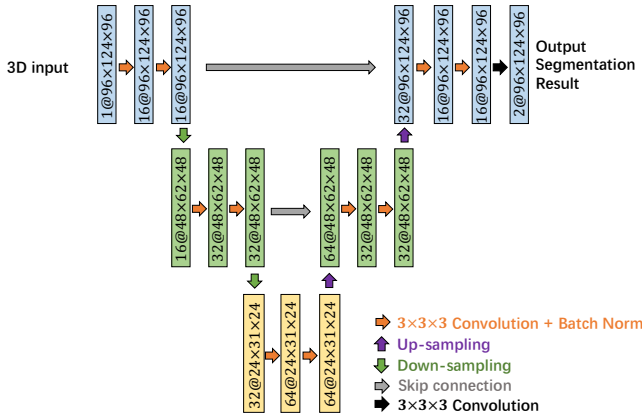 3D input
1@96×124×96
16@96×124×96
16@96×124×96
32@96×124×96
16@96×124×96
16@96×124×96
2@96×124×96
Output
Segmentation
Result
16@48×62×48
32@48×62×48
32@48×62×48
64@48×62×48
32@48×62×48
32@48×62×48
32@24×31×24
64@24×31×24
64@24×31×24
3×3×3 Convolution + Batch Norm
Up-sampling
Down-sampling
Skip connection
3×3×3 Convolution